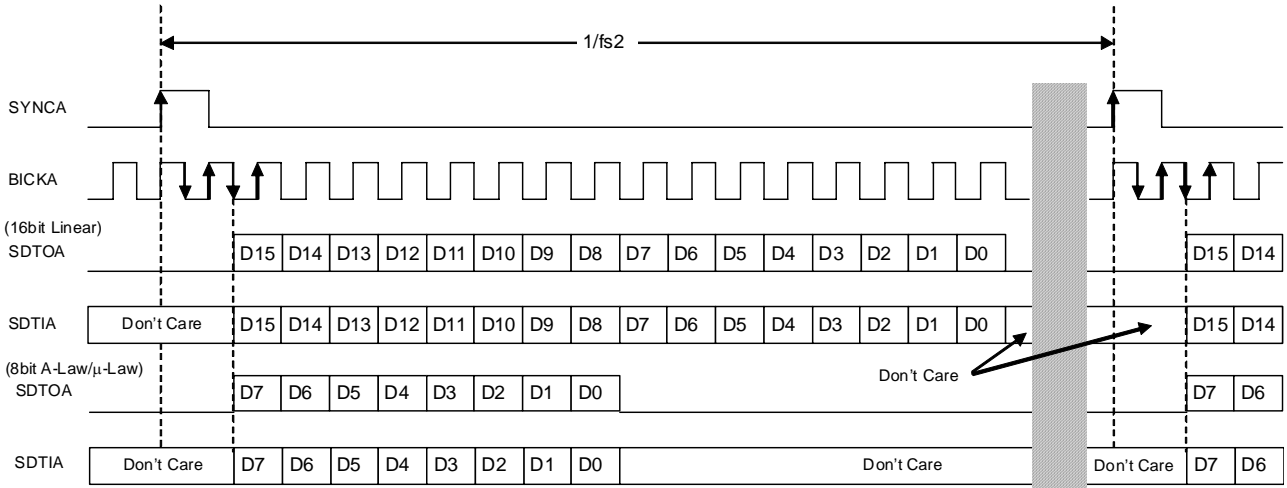 1/fs2
SYNCA
BICKA
(16bit Linear)
SDTOA D15 D14 D13 D12 D11 D10 D9 D8 D7 D6 D5 D4 D3 D2 D1 D0 D15 D14
SDTIA Don't Care D15 D14 D13 D12 D11 D10 D9 D8 D7 D6 D5 D4 D3 D2 D1 D0 D15 D14
Don't Care
(8bit A-Law/μ-Law)
SDTOA D7 D6 D5 D4 D3 D2 D1 D0 D7 D6
SDTIA Don't Care D7 D6 D5 D4 D3 D2 D1 D0 Don't Care Don't Care D7 D6